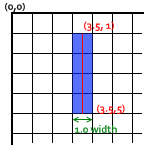 (0,0)
(3.5, 1)
(3.5,5)
1.0 width